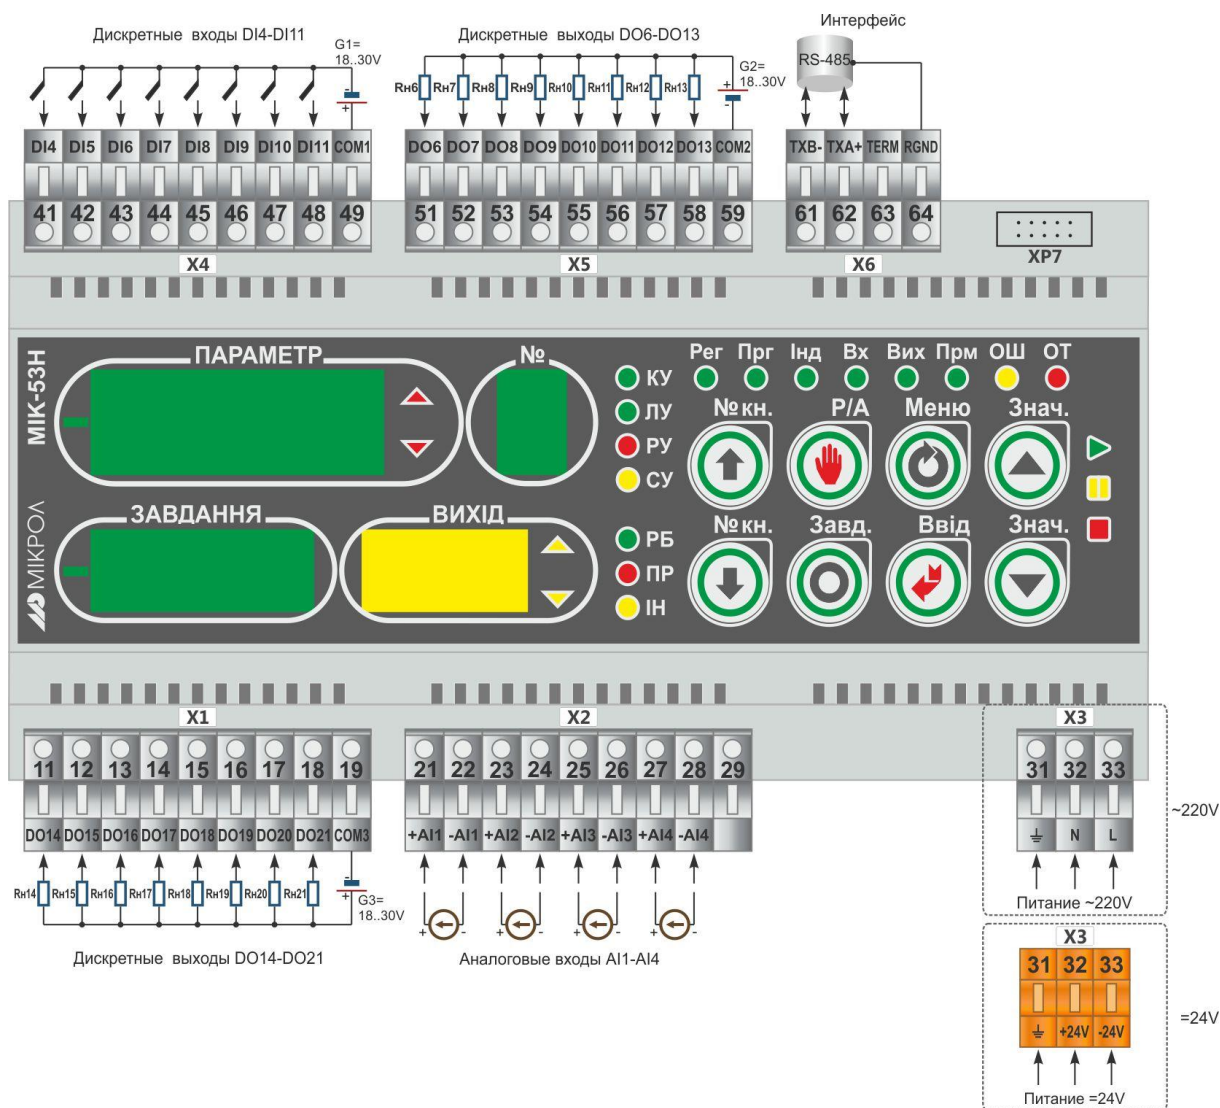 Дискретные входы DI4-DI11
Дискретные выходы DO6-DO13
Интерфейс
G1=
18..30V
- +
Rн6 Rн7 Rн8 Rн9 Rн10 Rн11 Rн12 Rн13
G2=
18..30V
+ -
RS-485
DI4 DI5 DI6 DI7 DI8 DI9 DI10 DI11 COM1
DO6 DO7 DO8 DO9 DO10 DO11 DO12 DO13 COM2
TXB- TXA+ TERM RGND
41 42 43 44 45 46 47 48 49
51 52 53 54 55 56 57 58 59
61 62 63 64
X4
X5
X6
XP7
МІК-53Н
ПАРАМЕТР
№
КУ
ЛУ
РУ
СУ
Рег Прг Інд Вх Вих Прм ОШ ОТ
№ кн. Р/А Меню Знач.
МІКРОЛ
ЗАВДАННЯ
ВИХІД
РБ
ПР
ІН
№ кн. Завд. Ввід Знач.
X1
X2
X3
11 12 13 14 15 16 17 18 19
21 22 23 24 25 26 27 28 29
31 32 33
DO14 DO15 DO16 DO17 DO18 DO19 DO20 DO21 COM3
+AI1 -AI1 +AI2 -AI2 +AI3 -AI3 +AI4 -AI4
N L
~220V
Rн14 Rн15 Rн16 Rн17 Rн18 Rн19 Rн20 Rн21
- +
G3=
18..30V
+ - + - + - + -
Питание ~220V
Дискретные выходы DO14-DO21
Аналоговые входы AI1-AI4
X3
31 32 33
+24V -24V
=24V
Питание =24V